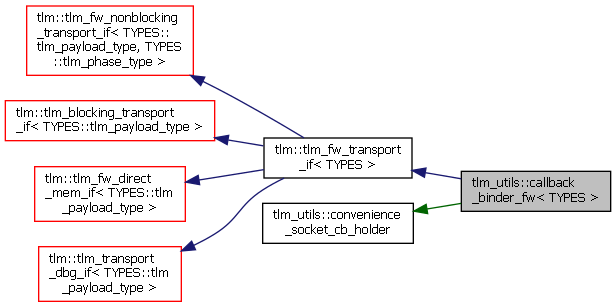 tlm::tlm_fw_nonblocking
_transport_if< TYPES::
tlm_payload_type, TYPES
::tlm_phase_type >
tlm::tlm_blocking_transport
_if< TYPES::tlm_payload_type >
tlm::tlm_fw_direct
_mem_if< TYPES::tlm
_payload_type >
tlm::tlm_transport
_dbg_if< TYPES::tlm
_payload_type >
tlm::tlm_fw_transport
_if< TYPES >
tlm_utils::convenience
_socket_cb_holder
tlm_utils::callback
_binder_fw< TYPES >